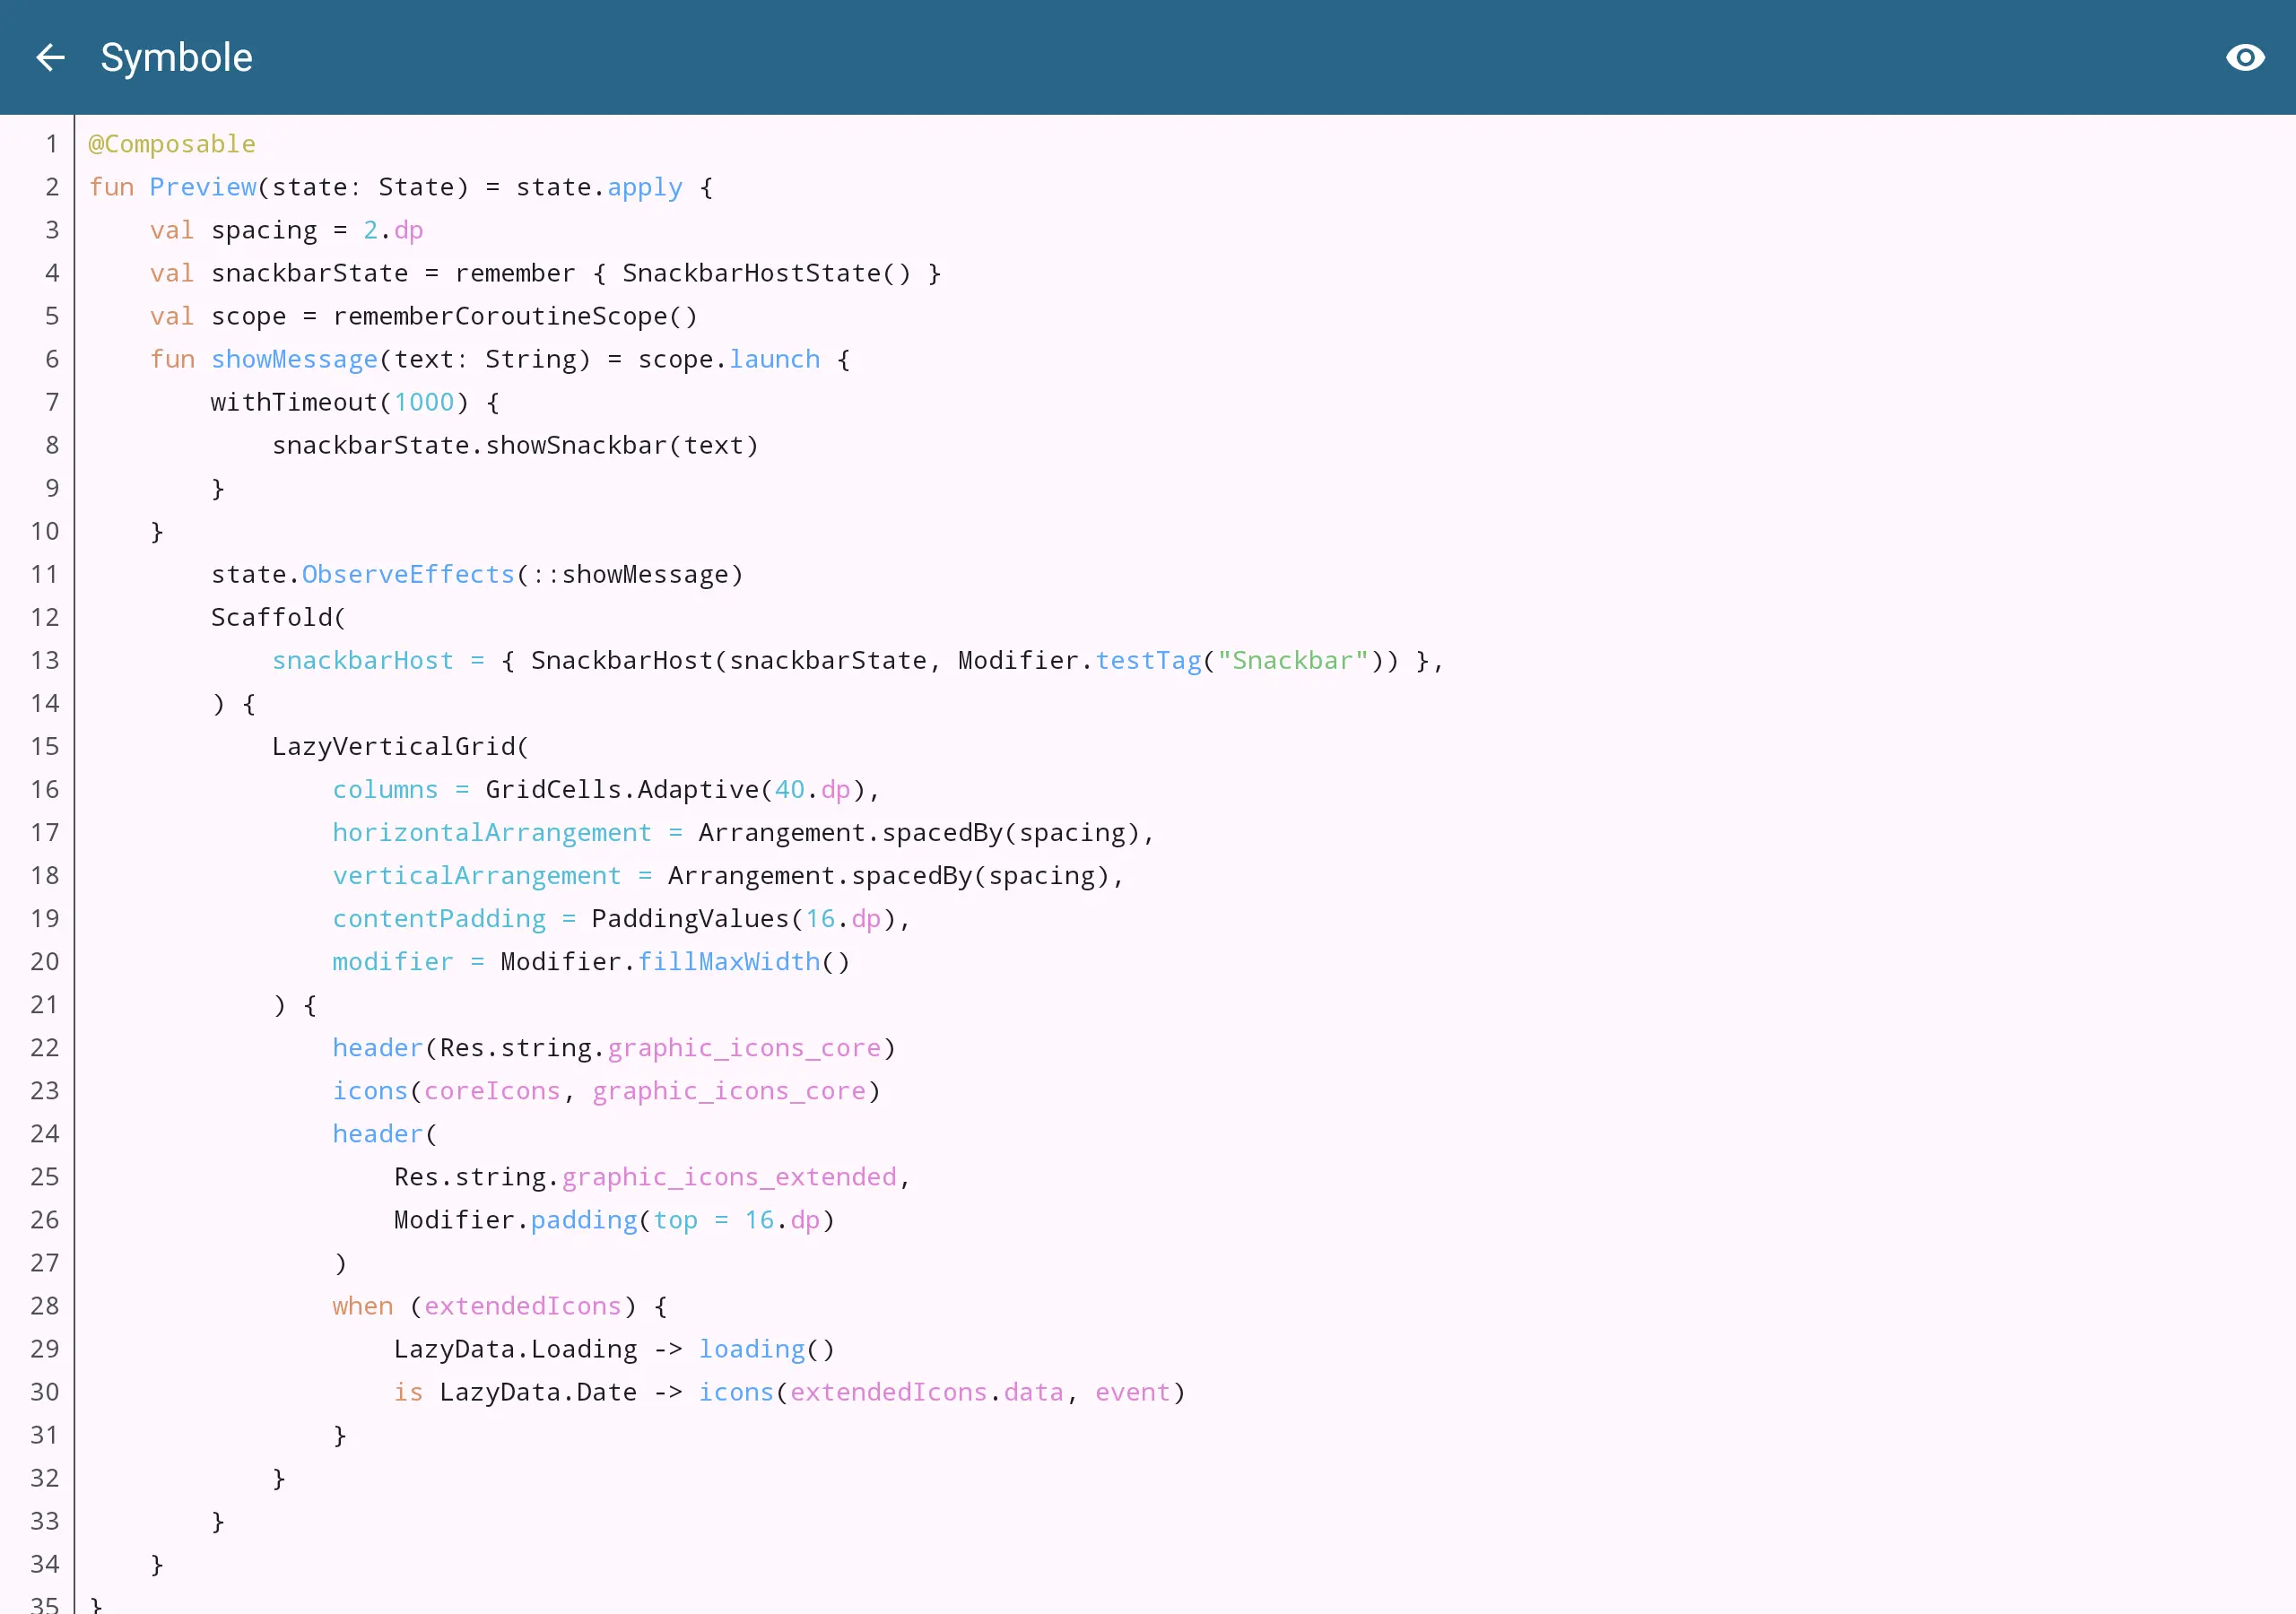 Symbole
1 @Composable
2 fun Preview(state: State) = state.apply {
3     val spacing = 2.dp
4     val snackbarState = remember { SnackbarHostState() }
5     val scope = rememberCoroutineScope()
6     fun showMessage(text: String) = scope.launch {
7         withTimeout(1000) {
8             snackbarState.showSnackbar(text)
9         }
10     }
11         state.ObserveEffects(::showMessage)
12         Scaffold(
13             snackbarHost = { SnackbarHost(snackbarState, Modifier.testTag("Snackbar")) },
14         ) {
15             LazyVerticalGrid(
16                 columns = GridCells.Adaptive(40.dp),
17                 horizontalArrangement = Arrangement.spacedBy(spacing),
18                 verticalArrangement = Arrangement.spacedBy(spacing),
19                 contentPadding = PaddingValues(16.dp),
20                 modifier = Modifier.fillMaxWidth()
21             ) {
22                 header(Res.string.graphic_icons_core)
23                 icons(coreIcons, graphic_icons_core)
24                 header(
25                     Res.string.graphic_icons_extended,
26                     Modifier.padding(top = 16.dp)
27                 )
28                 when (extendedIcons) {
29                     LazyData.Loading -> loading()
30                     is LazyData.Date -> icons(extendedIcons.data, event)
31                 }
32             }
33         }
34     }
35 }